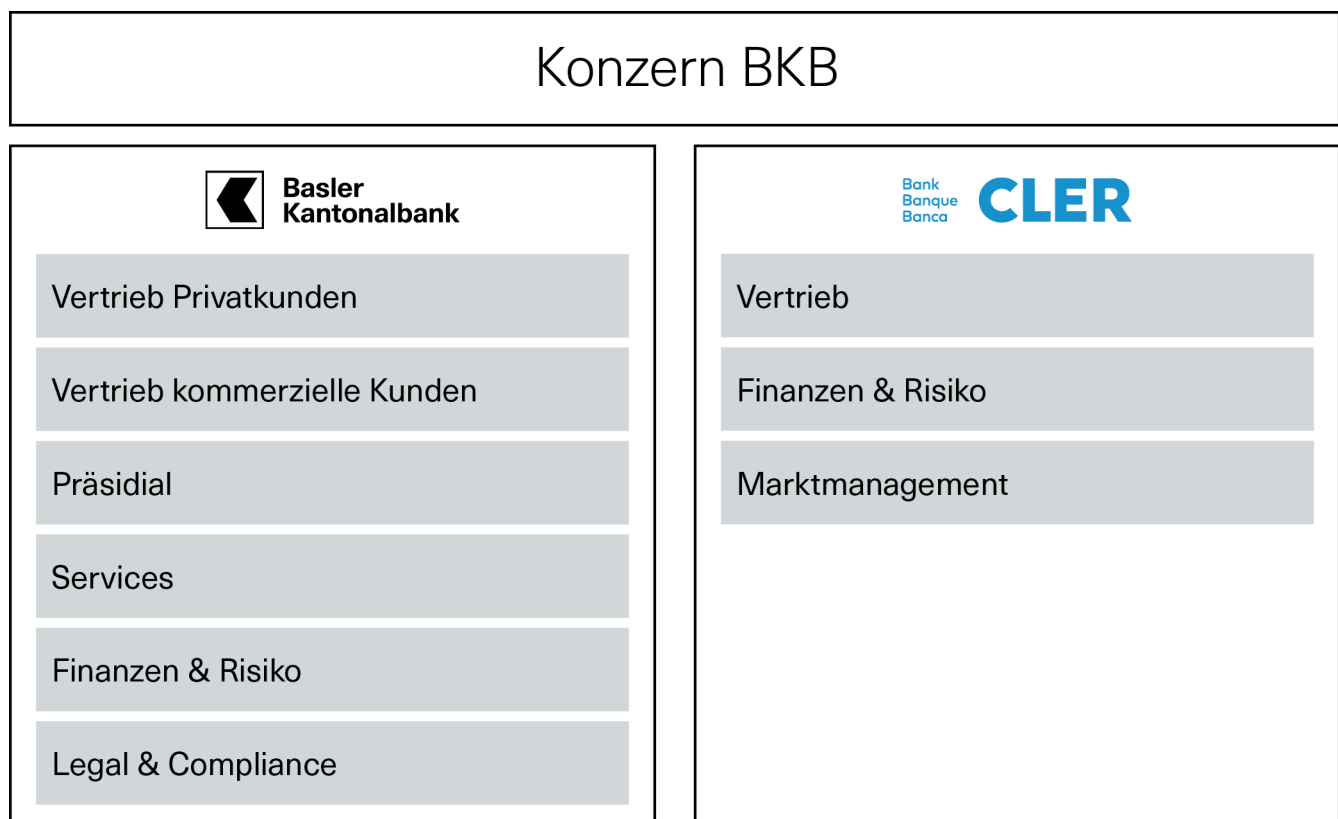 Konzern BKB
Basler
Kantonalbank
Vertrieb Privatkunden
Vertrieb kommerzielle Kunden
Präsidial
Services
Finanzen & Risiko
Legal & Compliance
Bank
Banque
Banca
CLER
Vertrieb
Finanzen & Risiko
Marktmanagement